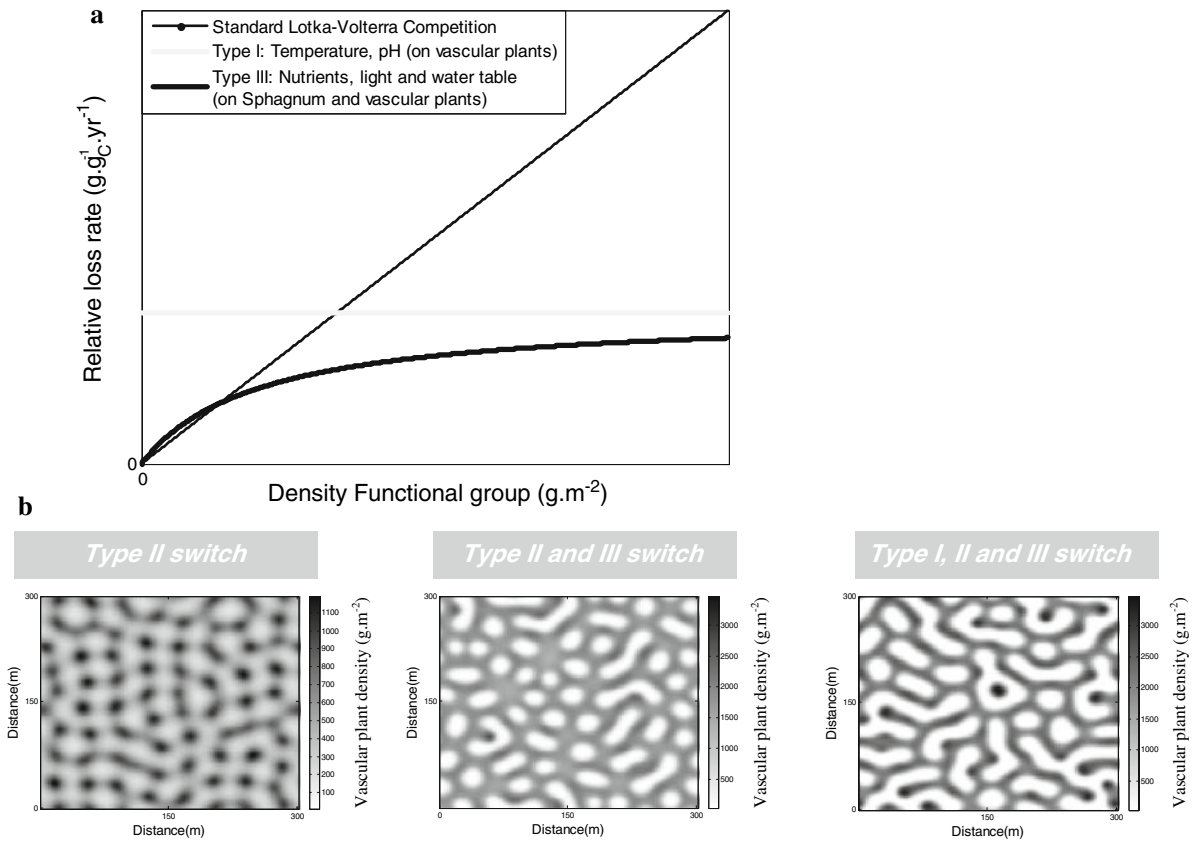 a
Standard Lotka-Volterra Competition
Type I: Temperature, pH (on vascular plants)
Type III: Nutrients, light and water table
(on Sphagnum and vascular plants)
Relative loss rate (g.g_C^-1.yr^-1)
0
0
Density Functional group (g.m^-2)
b
Type II switch
Type II and III switch
Type I, II and III switch
300
150
0
Distance(m)
150
300
Distance(m)
1100
1000
900
800
700
600
500
400
300
200
100
Vascular plant density (g.m^-2)
300
150
0
Distance(m)
150
300
Distance(m)
3000
2500
2000
1500
1000
500
Vascular plant density (g.m^-2)
300
150
0
Distance(m)
150
300
Distance(m)
3000
2500
2000
1500
1000
500
Vascular plant density (g.m^-2)